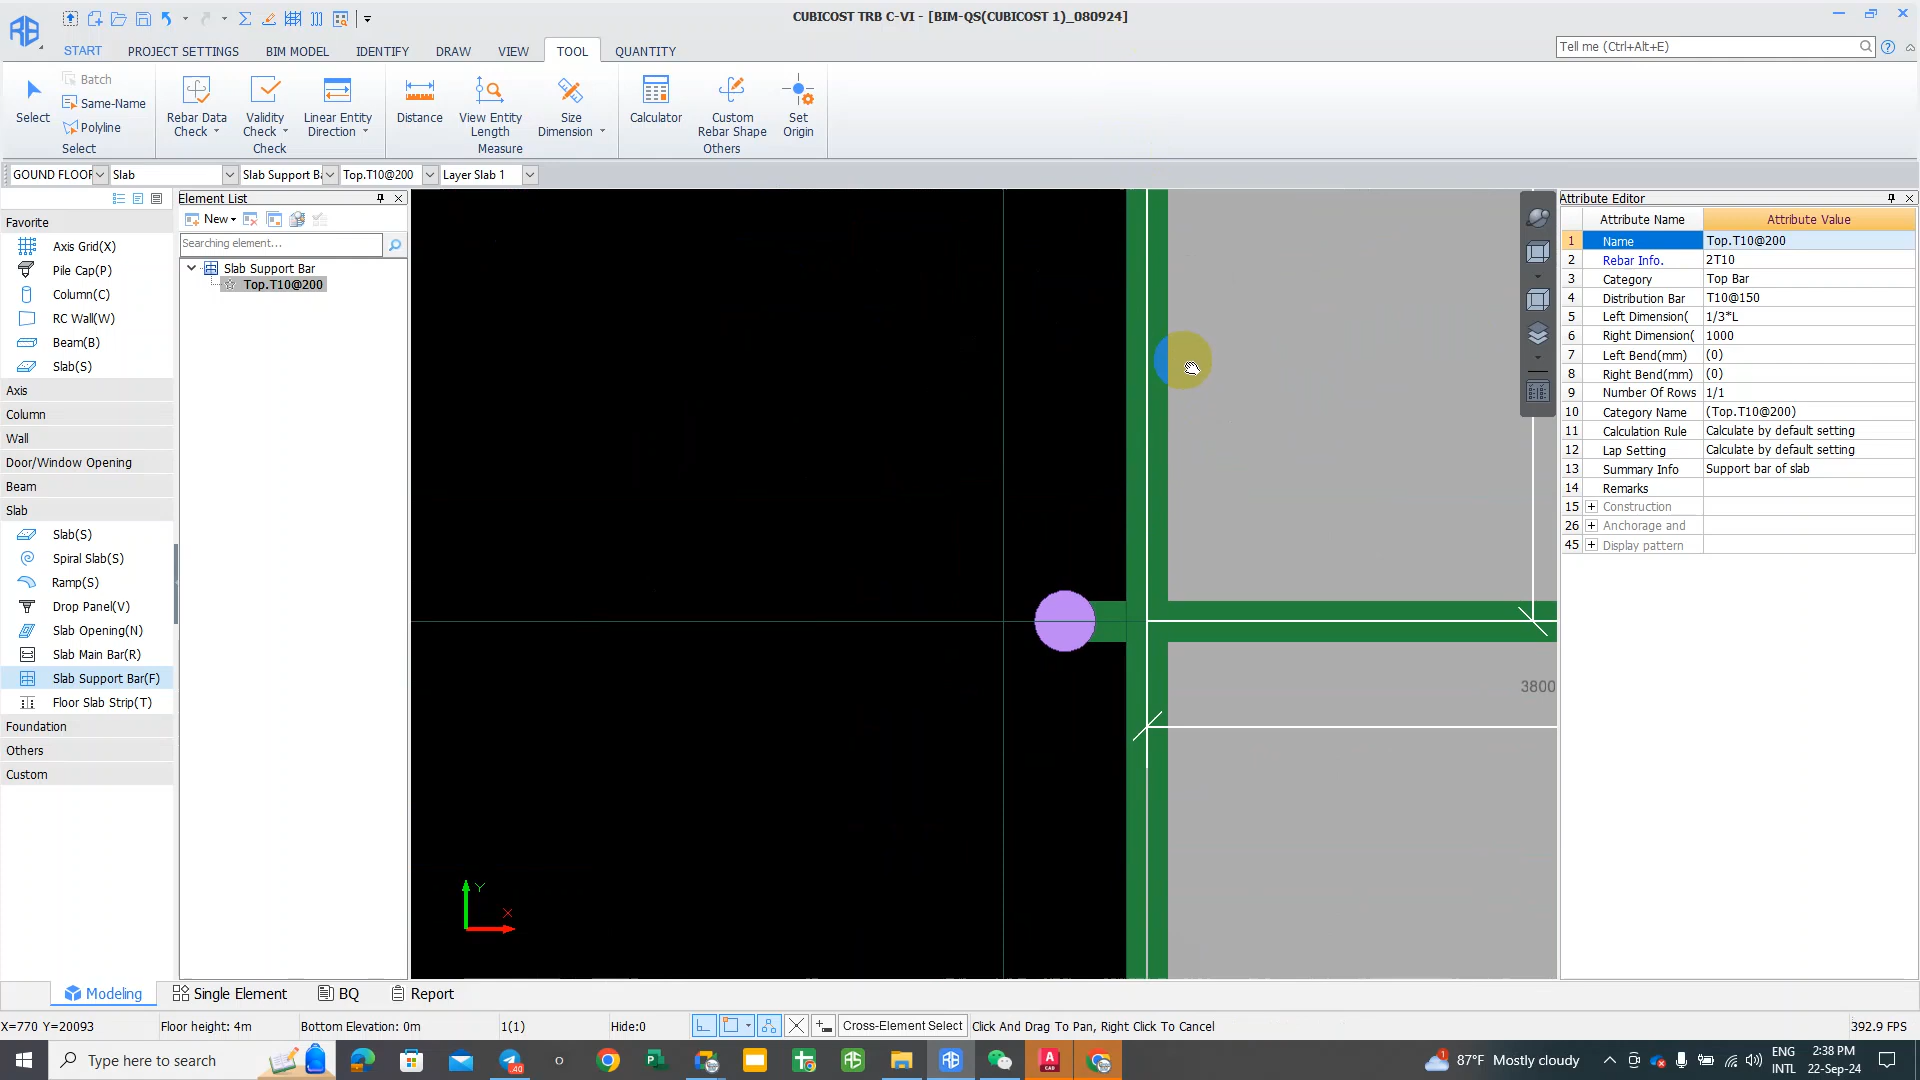 CUBICOST TRB C-VI - [BIM-QS(CUBICOST 1)_080924]
START PROJECT SETTINGS BIM MODEL IDENTIFY DRAW VIEW TOOL QUANTITY
Tell me (Ctrl+Alt+E)
Select
Batch
Same-Name
Polyline
Select
Rebar Data Check
Validity Check
Linear Entity Direction
Check
Distance
View Entity Length
Size Dimension
Measure
Calculator
Custom Rebar Shape
Set Origin
Others
GOUND FLOOR Slab Slab Support Ba Top.T10@200 Layer Slab 1
Favorite
Axis Grid(X)
Pile Cap(P)
Column(C)
RC Wall(W)
Beam(B)
Slab(S)
Axis
Column
Wall
Door/Window Opening
Beam
Slab
Slab(S)
Spiral Slab(S)
Ramp(S)
Drop Panel(V)
Slab Opening(N)
Slab Main Bar(R)
Slab Support Bar(F)
Floor Slab Strip(T)
Foundation
Others
Custom
Element List
New
Searching element...
Slab Support Bar
Top.T10@200
3800
Y
X
Attribute Editor
Attribute Name Attribute Value
1 Name Top.T10@200
2 Rebar Info. 2T10
3 Category Top Bar
4 Distribution Bar T10@150
5 Left Dimension( 1/3*L
6 Right Dimension( 1000
7 Left Bend(mm) (0)
8 Right Bend(mm) (0)
9 Number Of Rows 1/1
10 Category Name (Top.T10@200)
11 Calculation Rule Calculate by default setting
12 Lap Setting Calculate by default setting
13 Summary Info Support bar of slab
14 Remarks
15 Construction
26 Anchorage and
45 Display pattern
Modeling Single Element BQ Report
X=770 Y=20093 Floor height: 4m Bottom Elevation: 0m 1(1) Hide:0 Cross-Element Select Click And Drag To Pan, Right Click To Cancel 392.9 FPS
Type here to search
87°F Mostly cloudy
ENG
INTL
2:38 PM
22-Sep-24